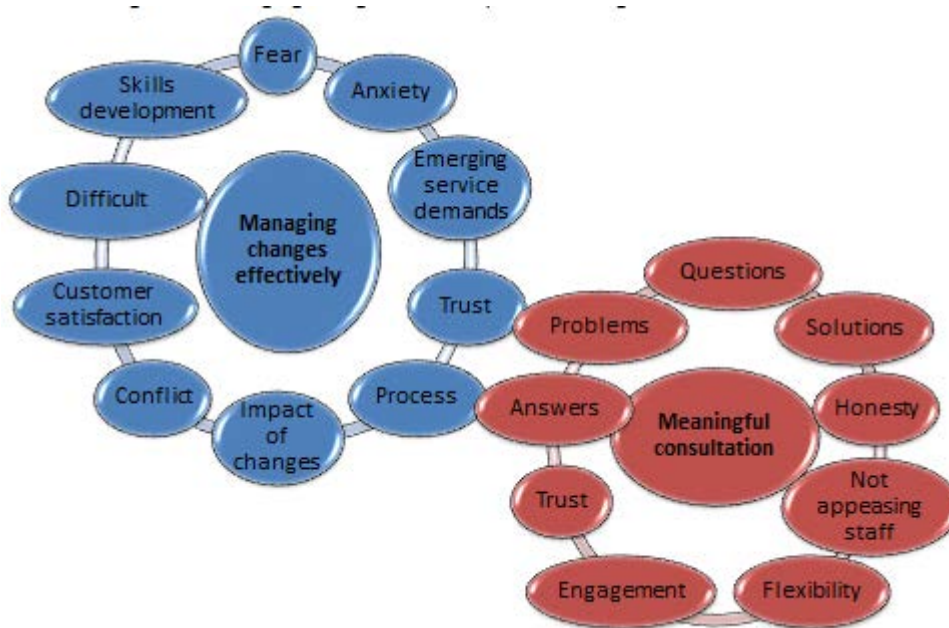 Fear
Anxiety
Emerging
service
demands
Trust
Process
Impact
of
changes
Conflict
Customer
satisfaction
Difficult
Skills
development
Managing
changes
effectively
Questions
Solutions
Honesty
Not
appeasing
staff
Flexibility
Engagement
Trust
Answers
Problems
Meaningful
consultation